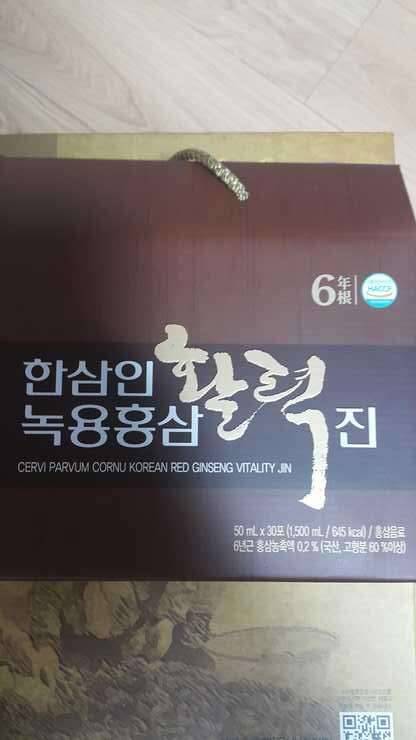 6年根
HACCP
한삼인
녹용홍삼활력진
CERVI PARVUM CORNU KOREAN RED GINSENG VITALITY JIN
50 mL x 30포 (1,500 mL / 645 kcal) / 홍삼음료
6년근 홍삼농축액 0.2 % (국산, 고형분 60 %이상)